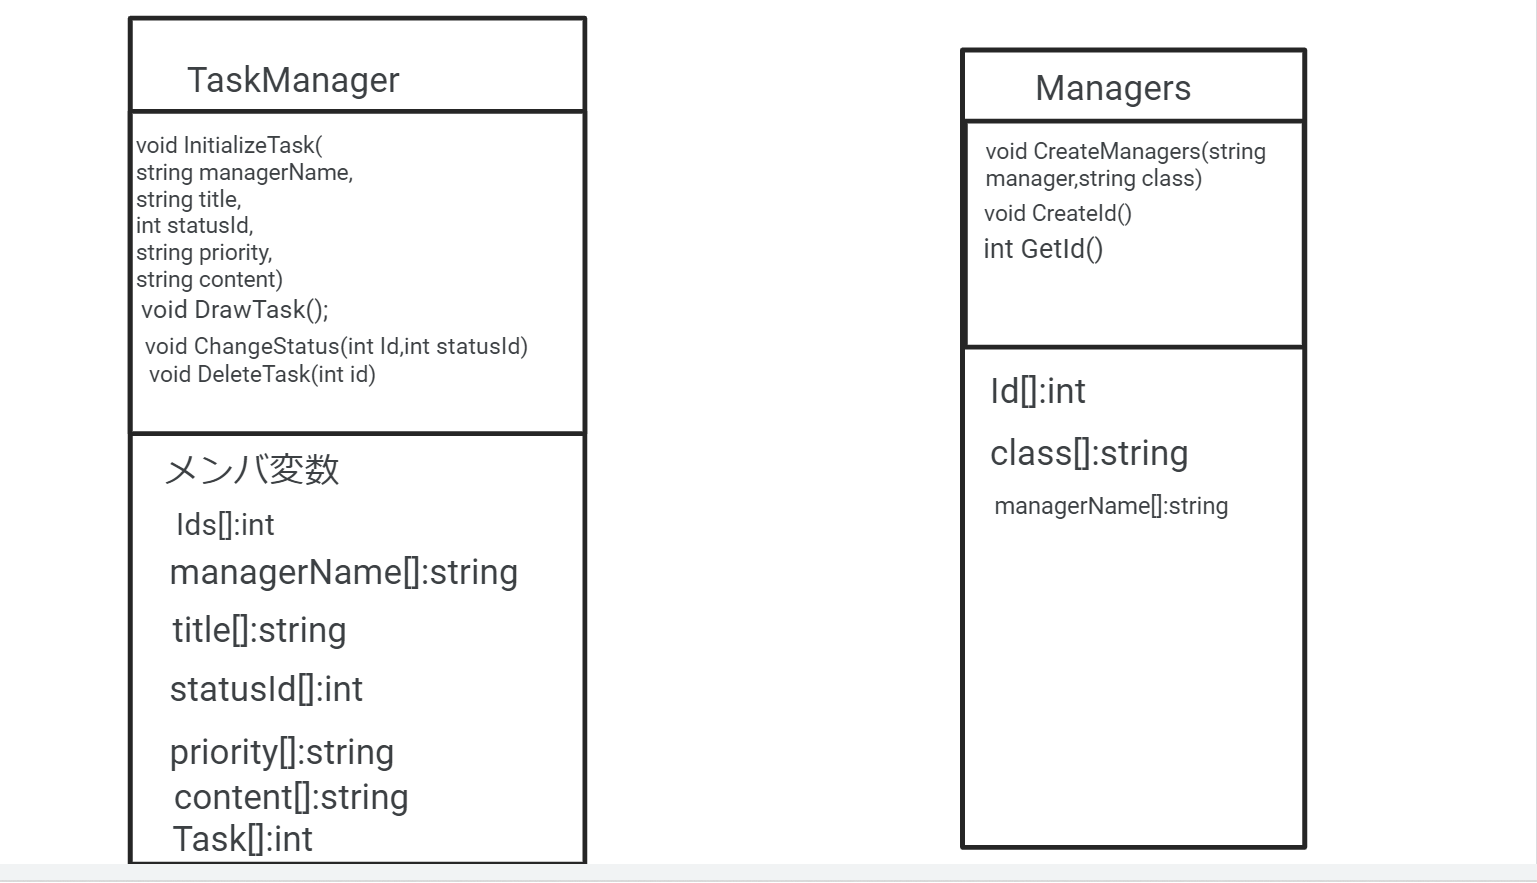 TaskManager
void InitializeTask(
string managerName,
string title,
int statusId,
string priority,
string content)
void DrawTask();
void ChangeStatus(int Id,int statusId)
void DeleteTask(int id)
メンバ変数
Ids[]:int
managerName[]:string
title[]:string
statusId[]:int
priority[]:string
content[]:string
Task[]:int
Managers
void CreateManagers(string
manager,string class)
void CreateId()
int GetId()
Id[]:int
class[]:string
managerName[]:string